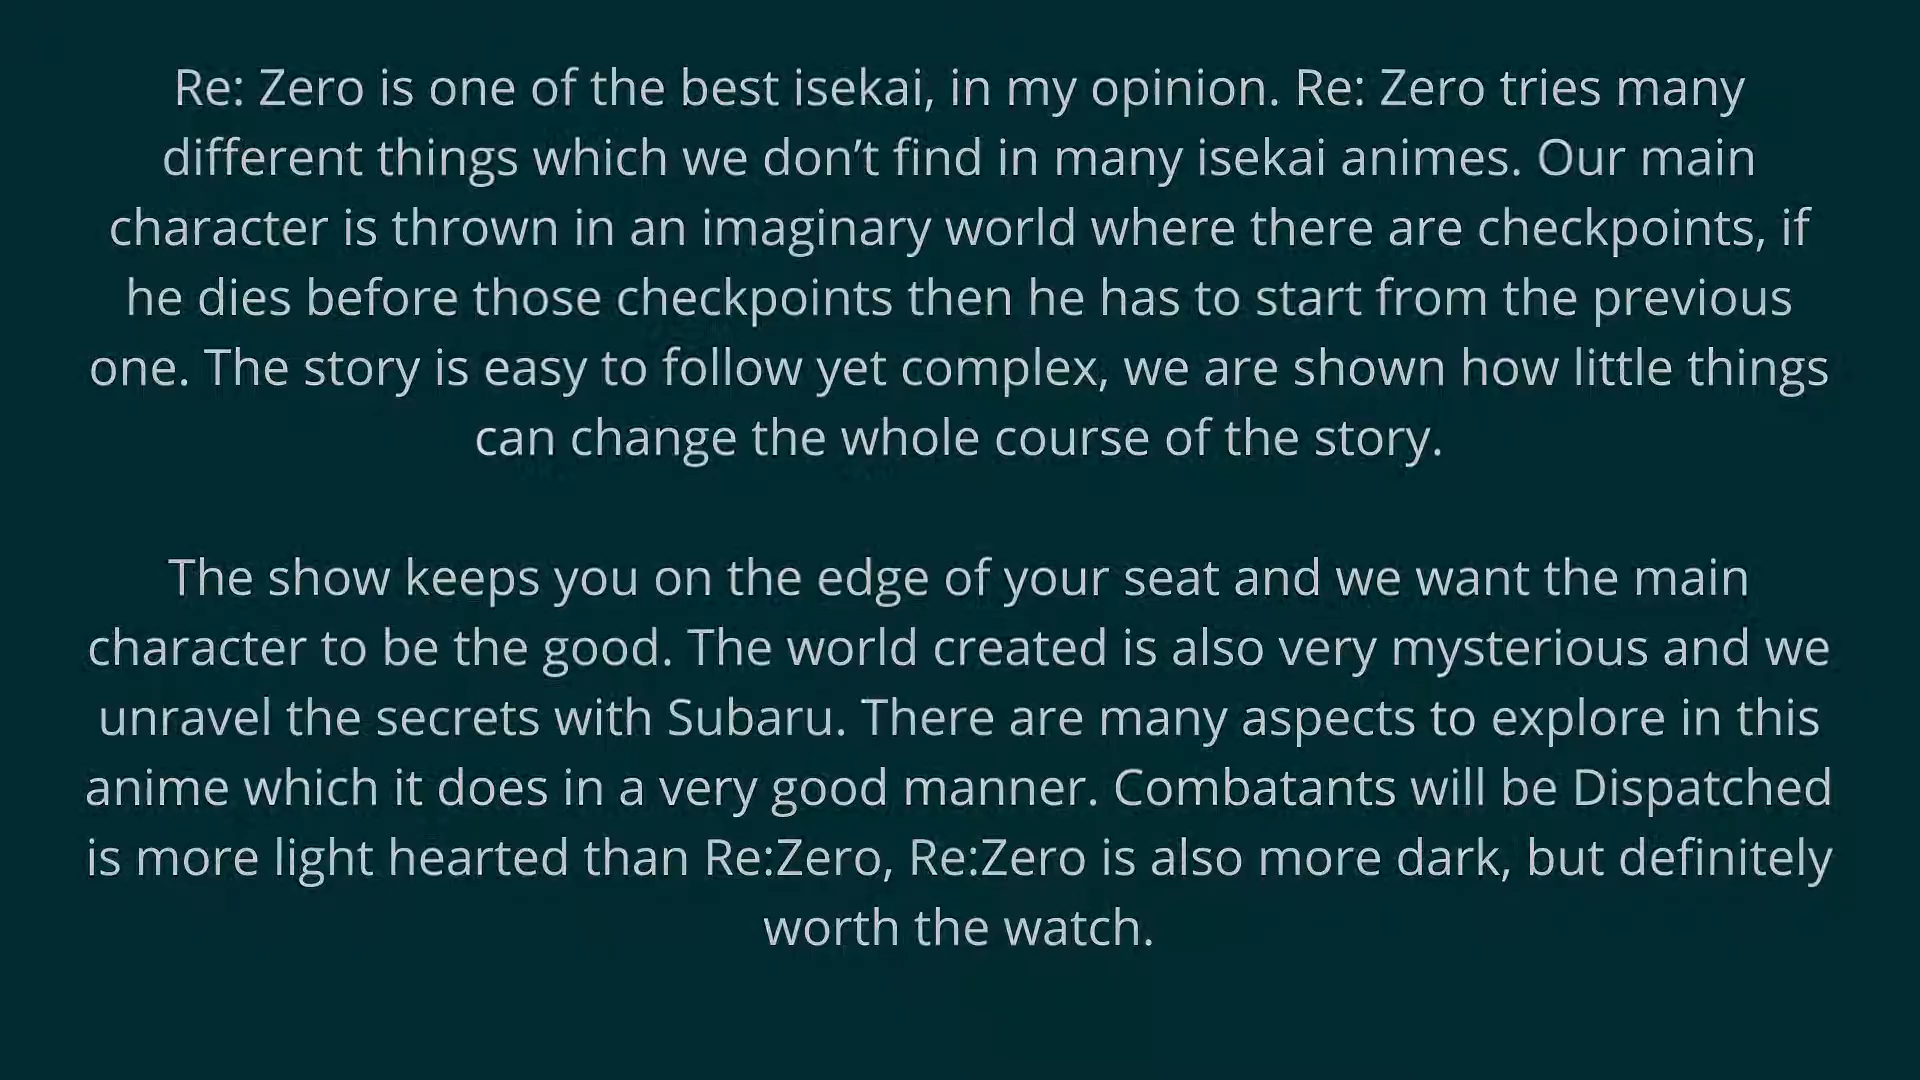 Re: Zero is one of the best isekai, in my opinion. Re: Zero tries many
different things which we don’t find in many isekai animes. Our main
character is thrown in an imaginary world where there are checkpoints, if
he dies before those checkpoints then he has to start from the previous
one. The story is easy to follow yet complex, we are shown how little things
can change the whole course of the story.
The show keeps you on the edge of your seat and we want the main
character to be the good. The world created is also very mysterious and we
unravel the secrets with Subaru. There are many aspects to explore in this
anime which it does in a very good manner. Combatants will be Dispatched
is more light hearted than Re:Zero, Re:Zero is also more dark, but definitely
worth the watch.